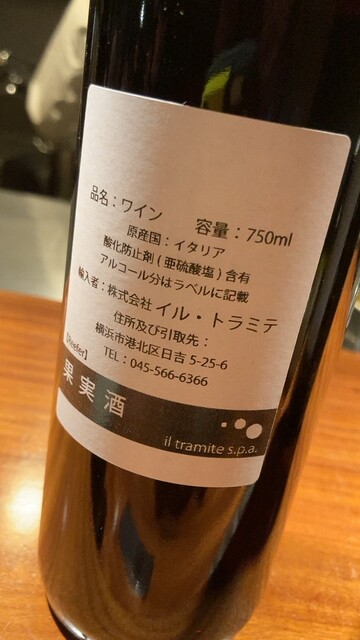 品名：ワイン　容量：750ml
原産国：イタリア
酸化防止剤(亜硫酸塩)含有
アルコール分はラベルに記載
輸入者：株式会社 イル・トラミテ
住所及び引取先：
横浜市港北区日吉 5-25-6
TEL：045-566-6366
【Reefer】
果実酒
il tramite s.p.a.